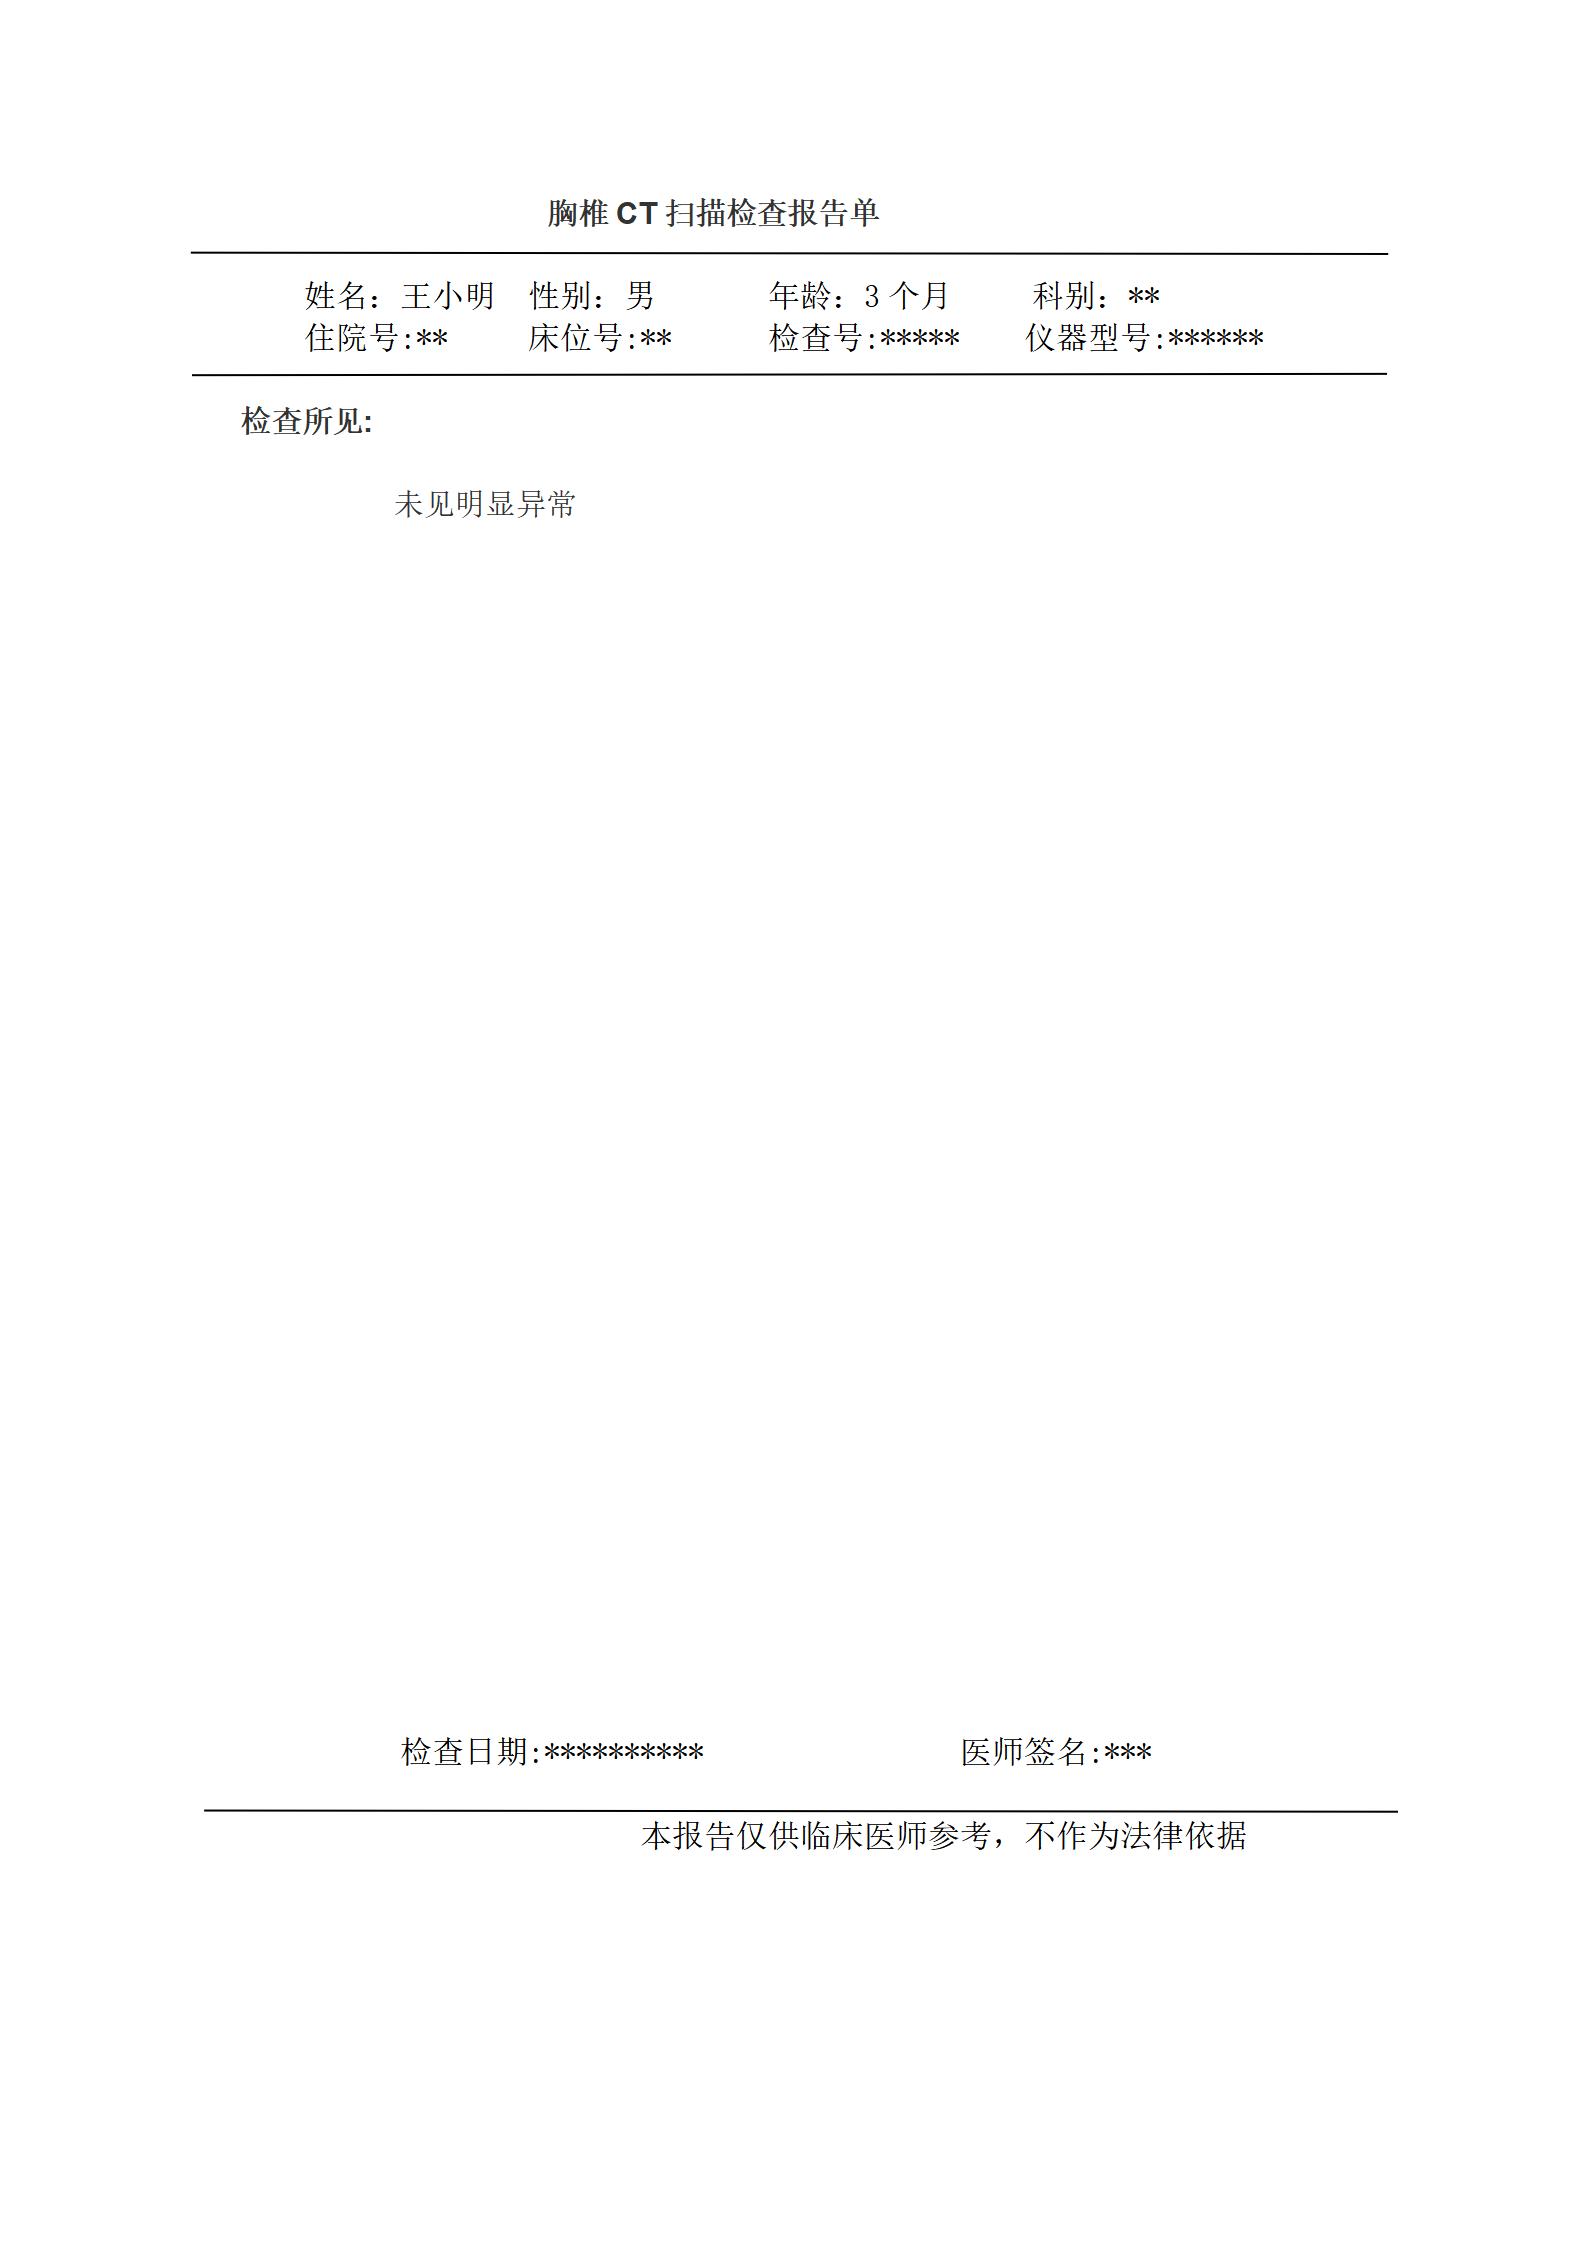 胸椎 CT 扫描检查报告单
姓名：王小明 性别：男 年龄：3 个月 科别：**
住院号:** 床位号:** 检查号:***** 仪器型号:******
检查所见:
未见明显异常
检查日期:********** 医师签名:***
本报告仅供临床医师参考，不作为法律依据